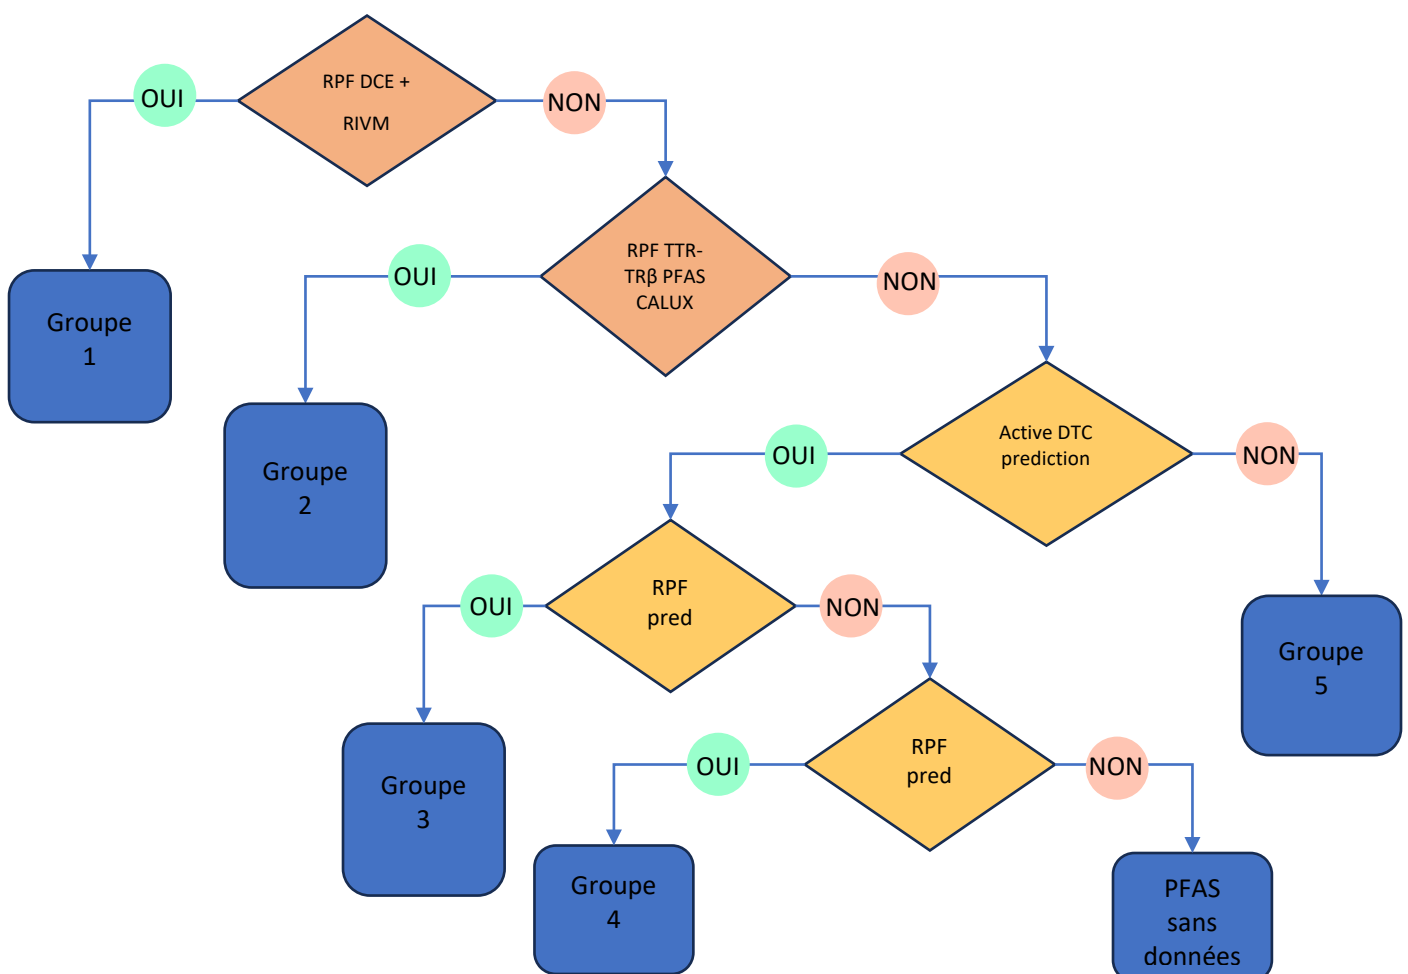 RPF DCE +
RIVM
OUI
NON
RPF TTR-
TRβ PFAS
CALUX
OUI
NON
Groupe
1
Active DTC
prediction
OUI
NON
Groupe
2
RPF
pred
OUI
NON
Groupe
5
RPF
pred
OUI
NON
Groupe
3
Groupe
4
PFAS
sans
données